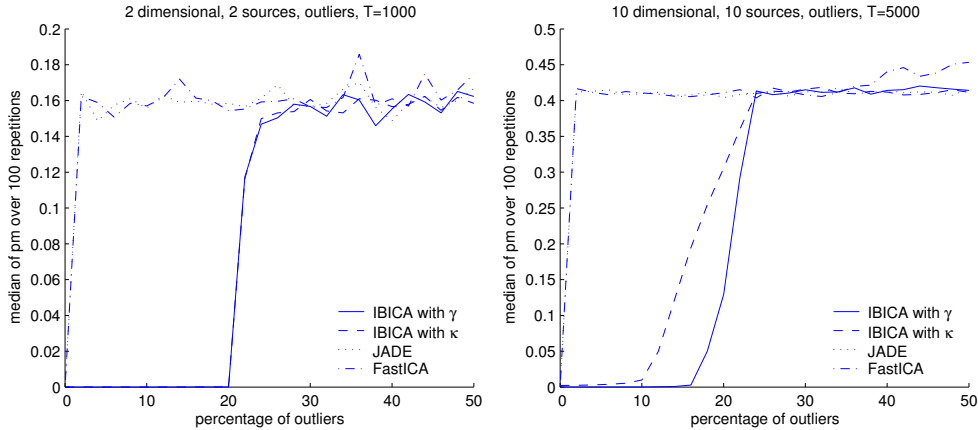 2 dimensional, 2 sources, outliers, T=1000
median of pm over 100 repetitions
0.2
0.18
0.16
0.14
0.12
0.1
0.08
0.06
0.04
0.02
0
0 10 20 30 40 50
percentage of outliers
IBICA with γ
IBICA with κ
JADE
FastICA
10 dimensional, 10 sources, outliers, T=5000
median of pm over 100 repetitions
0.5
0.45
0.4
0.35
0.3
0.25
0.2
0.15
0.1
0.05
0
0 10 20 30 40 50
percentage of outliers
IBICA with γ
IBICA with κ
JADE
FastICA